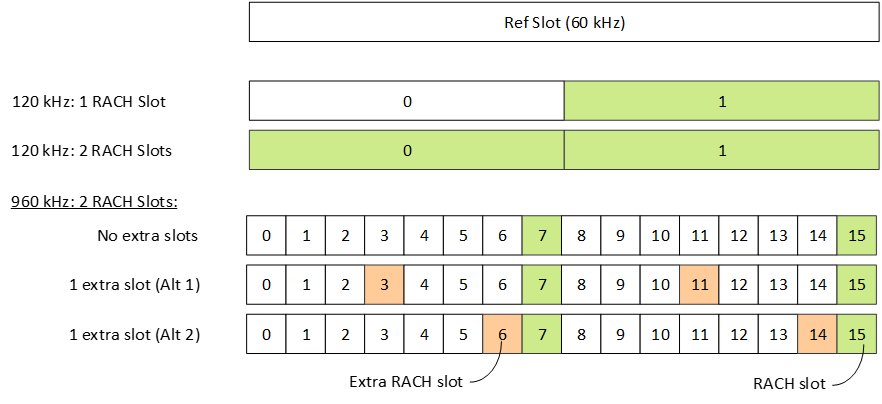 Ref Slot (60 kHz)
120 kHz: 1 RACH Slot 0 1
120 kHz: 2 RACH Slots 0 1
960 kHz: 2 RACH Slots:
No extra slots 0 1 2 3 4 5 6 7 8 9 10 11 12 13 14 15
1 extra slot (Alt 1) 0 1 2 3 4 5 6 7 8 9 10 11 12 13 14 15
1 extra slot (Alt 2) 0 1 2 3 4 5 6 7 8 9 10 11 12 13 14 15
Extra RACH slot RACH slot